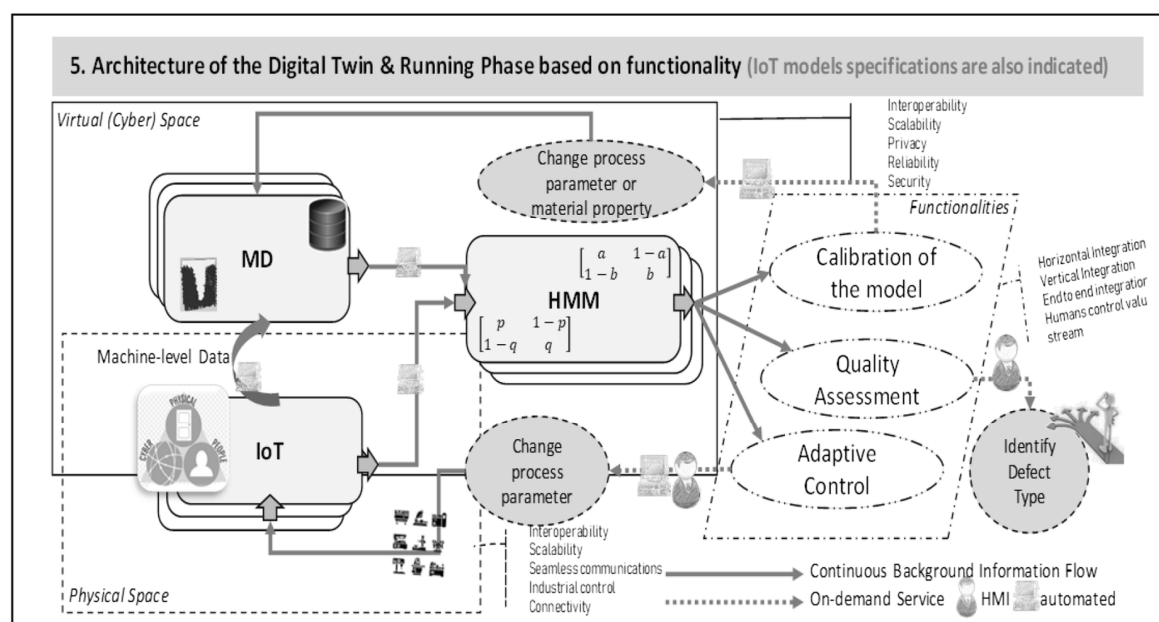 5. Architecture of the Digital Twin & Running Phase based on functionality (IoT models specifications are also indicated)
Virtual (Cyber) Space
Interoperability
Scalability
Privacy
Reliability
Security
Change process
parameter or
material property
Functionalities
MD
[a 1 − a]
[1 − b b]
HMM
[p 1 − p]
[1 − q q]
Calibration of
the model
Horizontal Integration
Vertical Integration
End to end integration
Humans control valu
stream
Machine-level Data
Quality
Assessment
PHYSICAL
CYBER
PEOPLE
IoT
Change
process
parameter
Adaptive
Control
Identify
Defect
Type
Interoperability
Scalability
Seamless communications
Industrial control
Connectivity
Physical Space
Continuous Background Information Flow
On-demand Service HMI automated